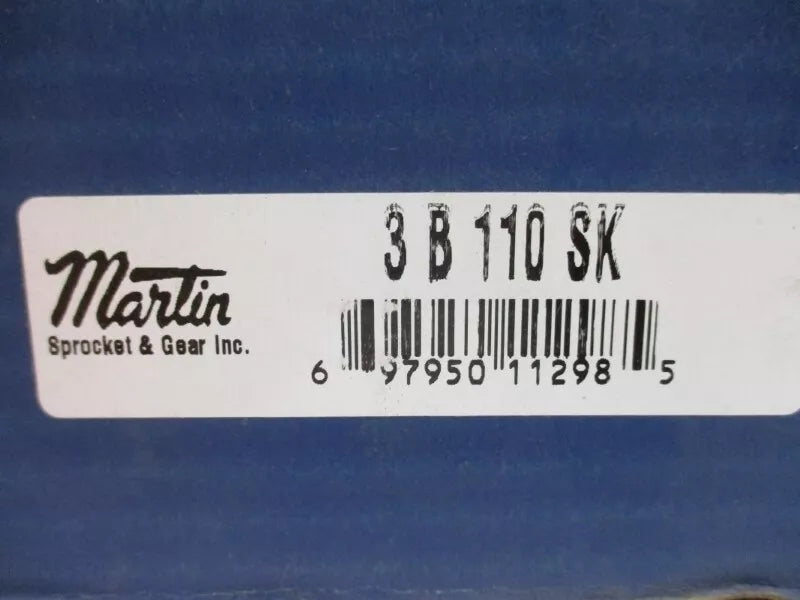 3 B 110 SK
Martin
Sprocket & Gear Inc.
6 97950 11298 5